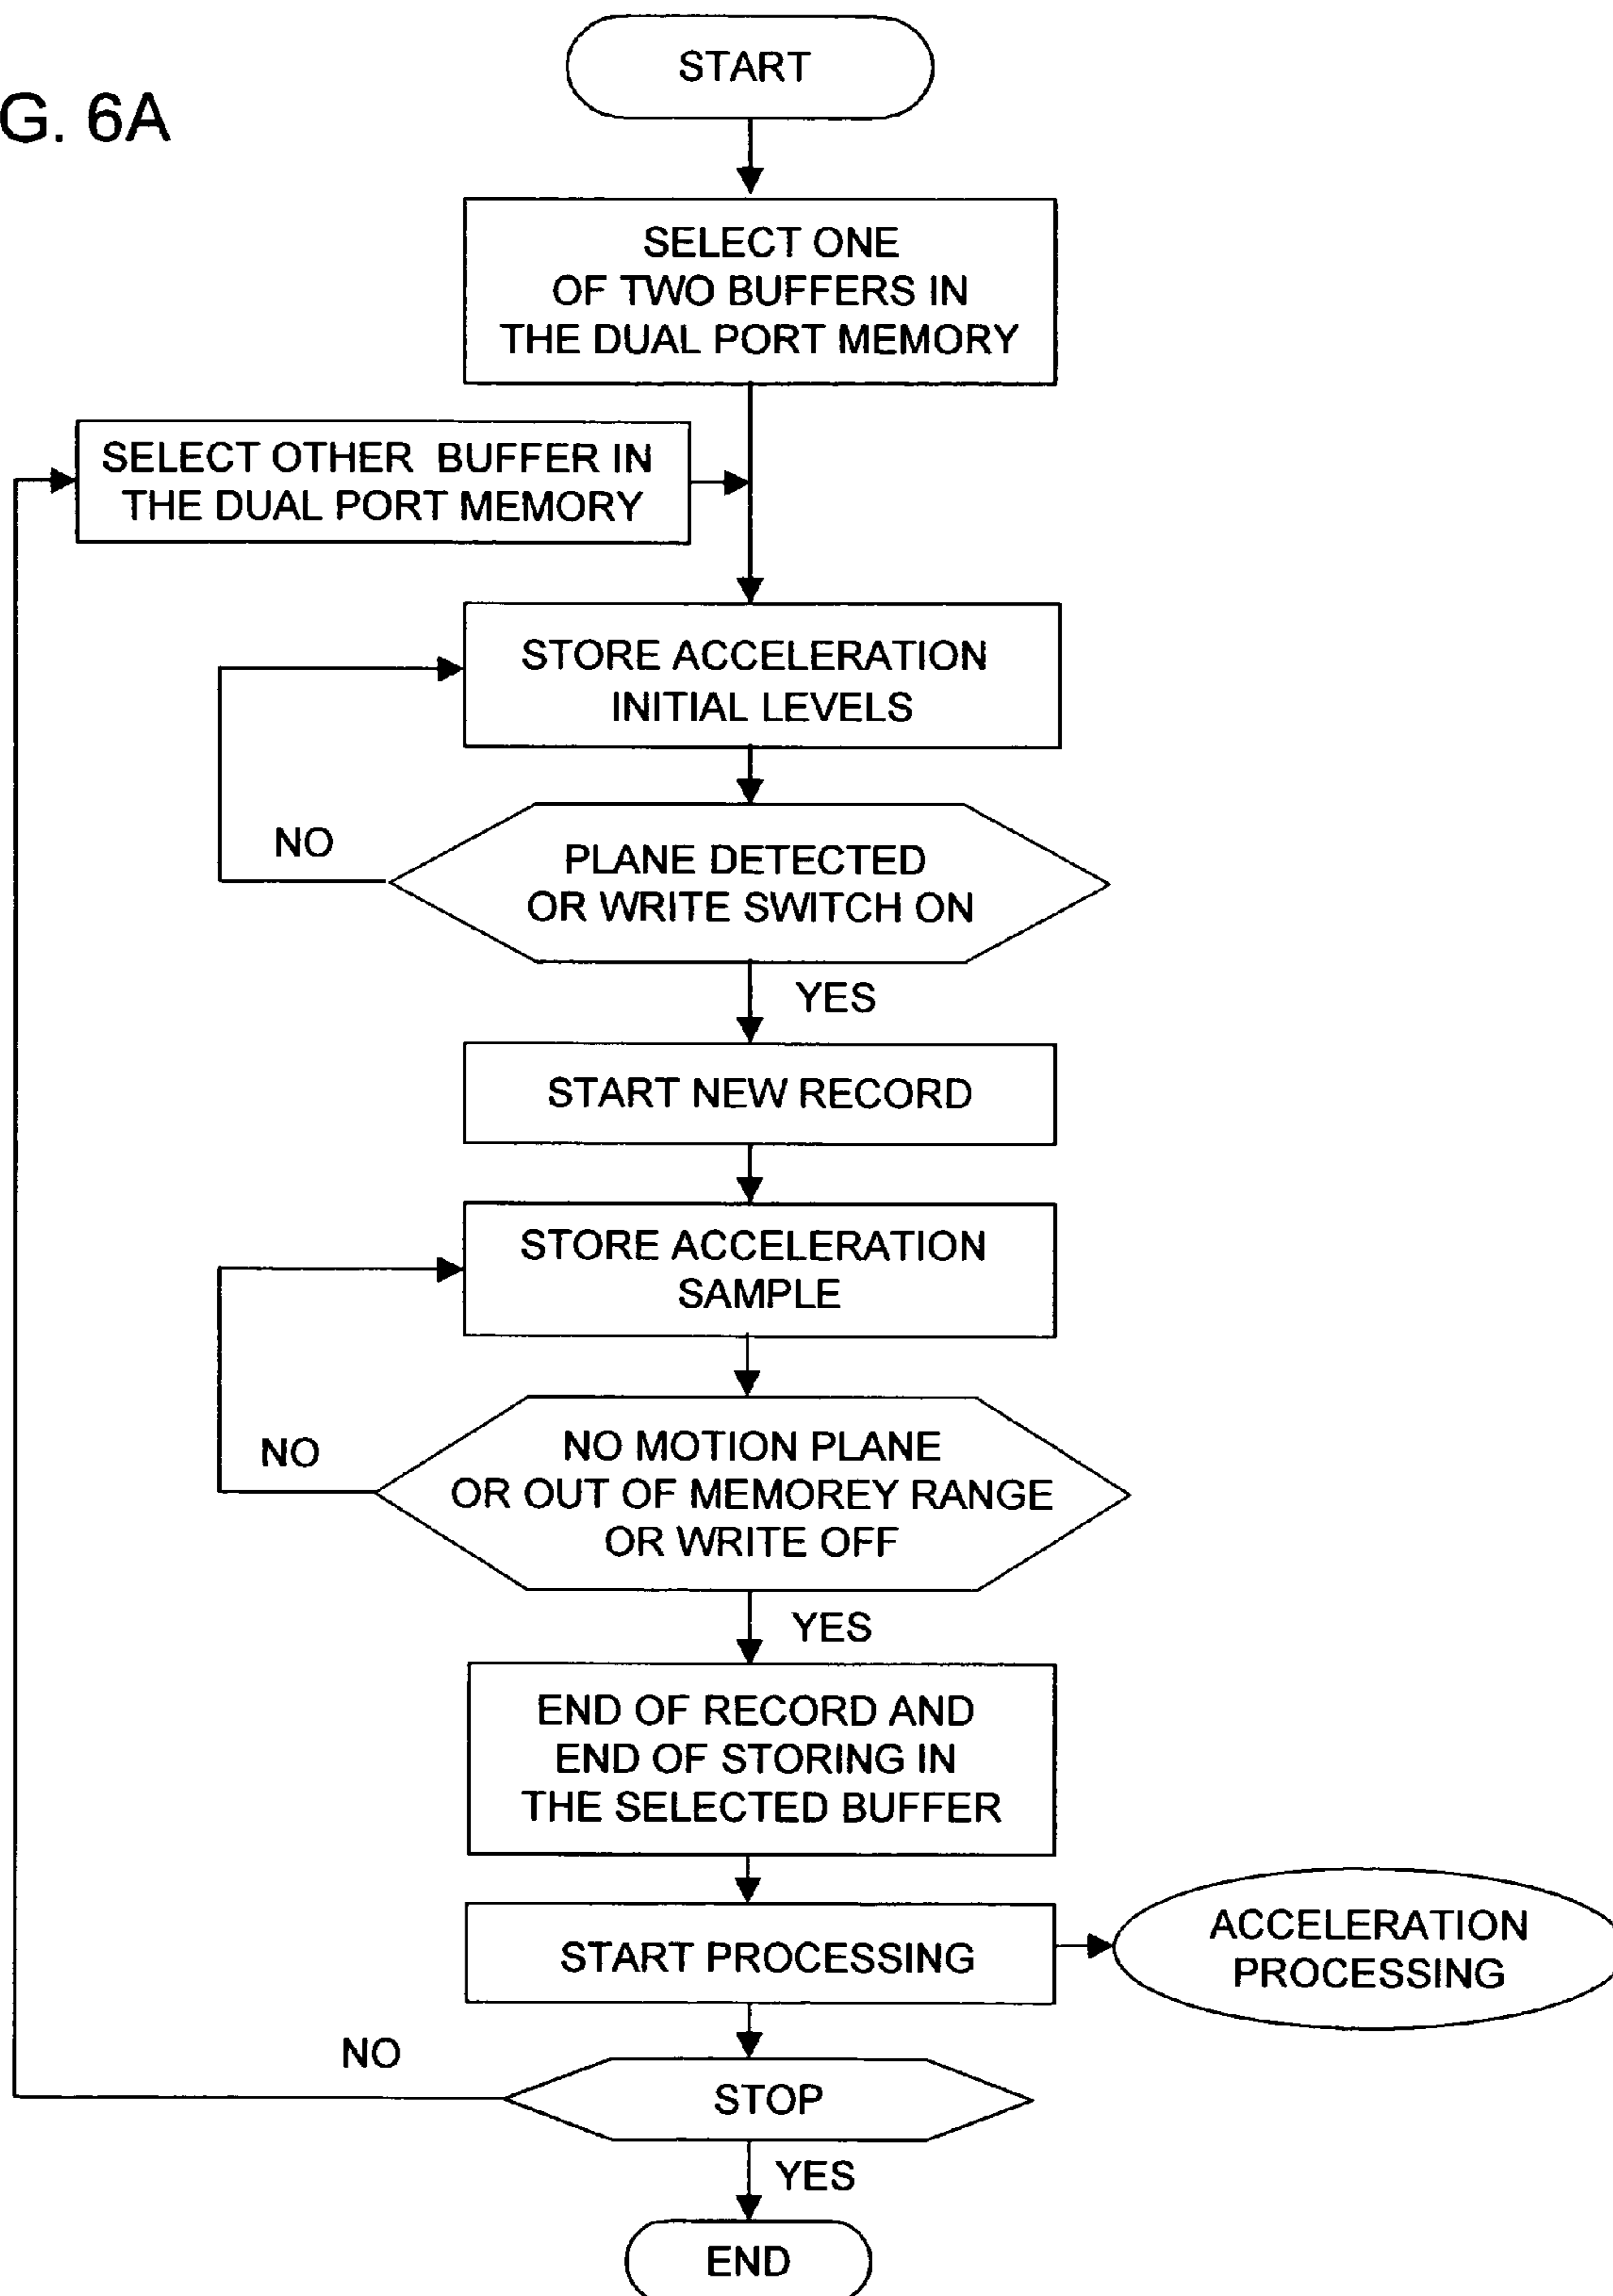 G. 6A
START
SELECT ONE
OF TWO BUFFERS IN
THE DUAL PORT MEMORY
SELECT OTHER BUFFER IN
THE DUAL PORT MEMORY
STORE ACCELERATION
INITIAL LEVELS
NO
PLANE DETECTED
OR WRITE SWITCH ON
YES
START NEW RECORD
STORE ACCELERATION
SAMPLE
NO
NO MOTION PLANE
OR OUT OF MEMOREY RANGE
OR WRITE OFF
YES
END OF RECORD AND
END OF STORING IN
THE SELECTED BUFFER
START PROCESSING
ACCELERATION
PROCESSING
NO
STOP
YES
END